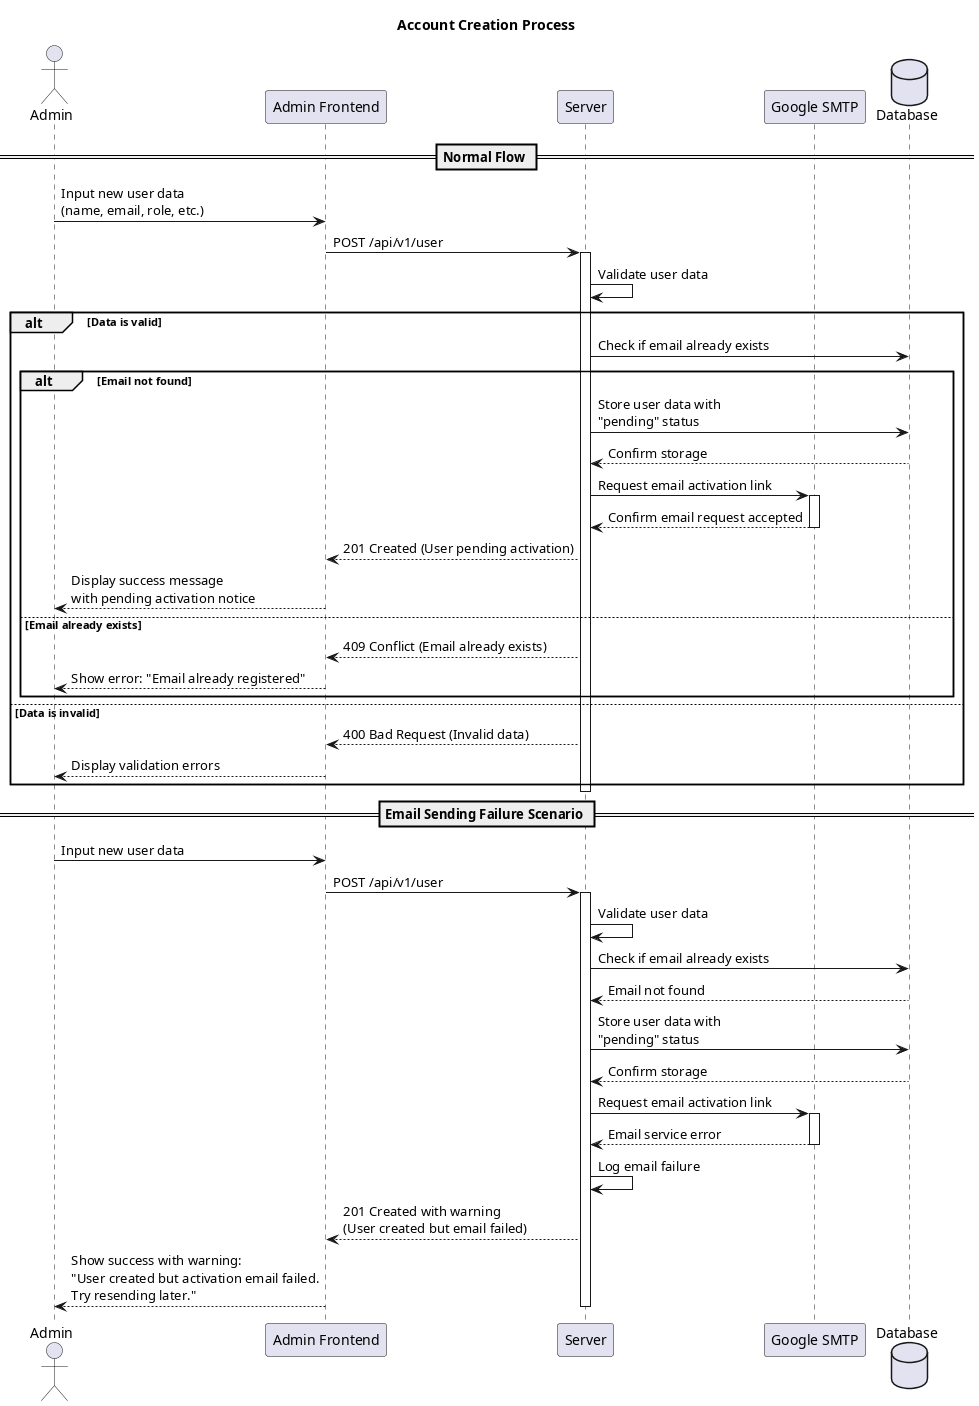 Account Creation Process
Admin
Admin Frontend
Server
Google SMTP
Database
Normal Flow
Input new user data
(name, email, role, etc.)
POST /api/v1/user
Validate user data
alt [Data is valid]
Check if email already exists
alt [Email not found]
Store user data with
"pending" status
Confirm storage
Request email activation link
Confirm email request accepted
201 Created (User pending activation)
Display success message
with pending activation notice
[Email already exists]
409 Conflict (Email already exists)
Show error: "Email already registered"
[Data is invalid]
400 Bad Request (Invalid data)
Display validation errors
Email Sending Failure Scenario
Input new user data
POST /api/v1/user
Validate user data
Check if email already exists
Email not found
Store user data with
"pending" status
Confirm storage
Request email activation link
Email service error
Log email failure
201 Created with warning
(User created but email failed)
Show success with warning:
"User created but activation email failed.
Try resending later."
Admin
Admin Frontend
Server
Google SMTP
Database